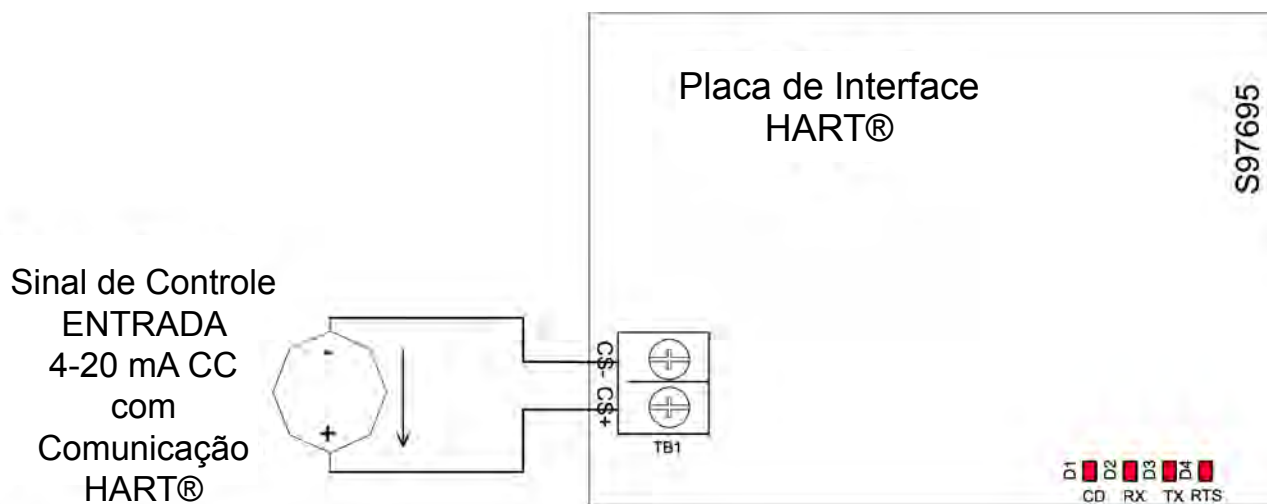 Placa de Interface
HART®
S97695
Sinal de Controle
ENTRADA
4-20 mA CC
com
Comunicação
HART®
-
+
CS-
CS+
TB1
D1 D2 D3 D4
CD RX TX RTS